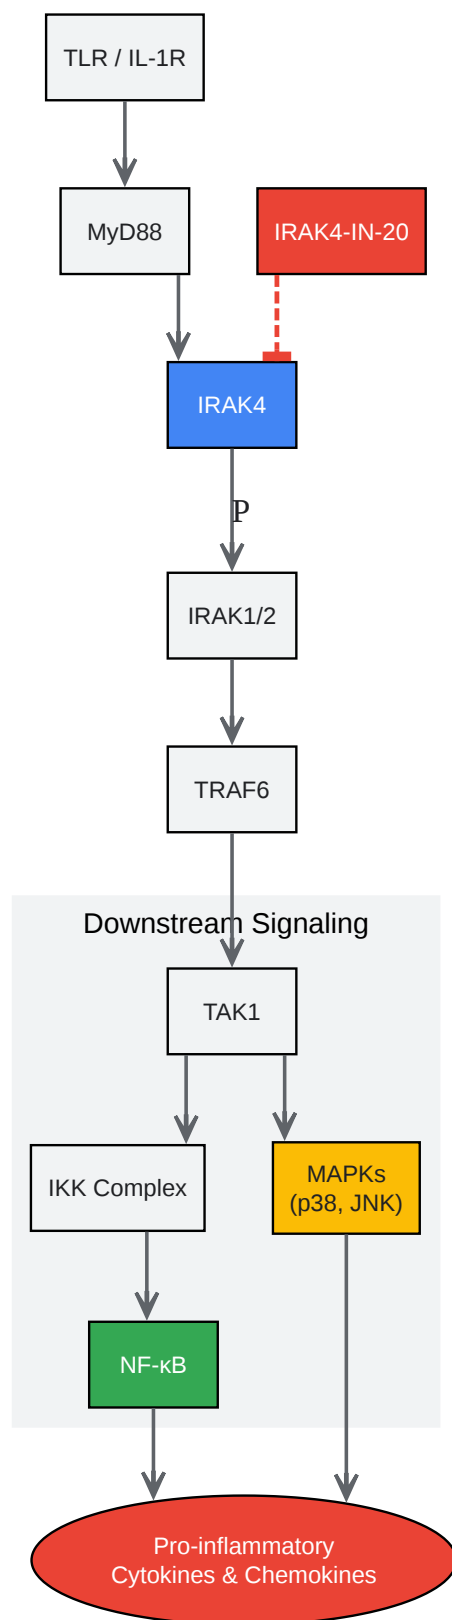 TLR / IL-1R
MyD88
IRAK4-IN-20
IRAK4
P
IRAK1/2
TRAF6
Downstream Signaling
TAK1
IKK Complex
MAPKs
(p38, JNK)
NF-κB
Pro-inflammatory
Cytokines & Chemokines